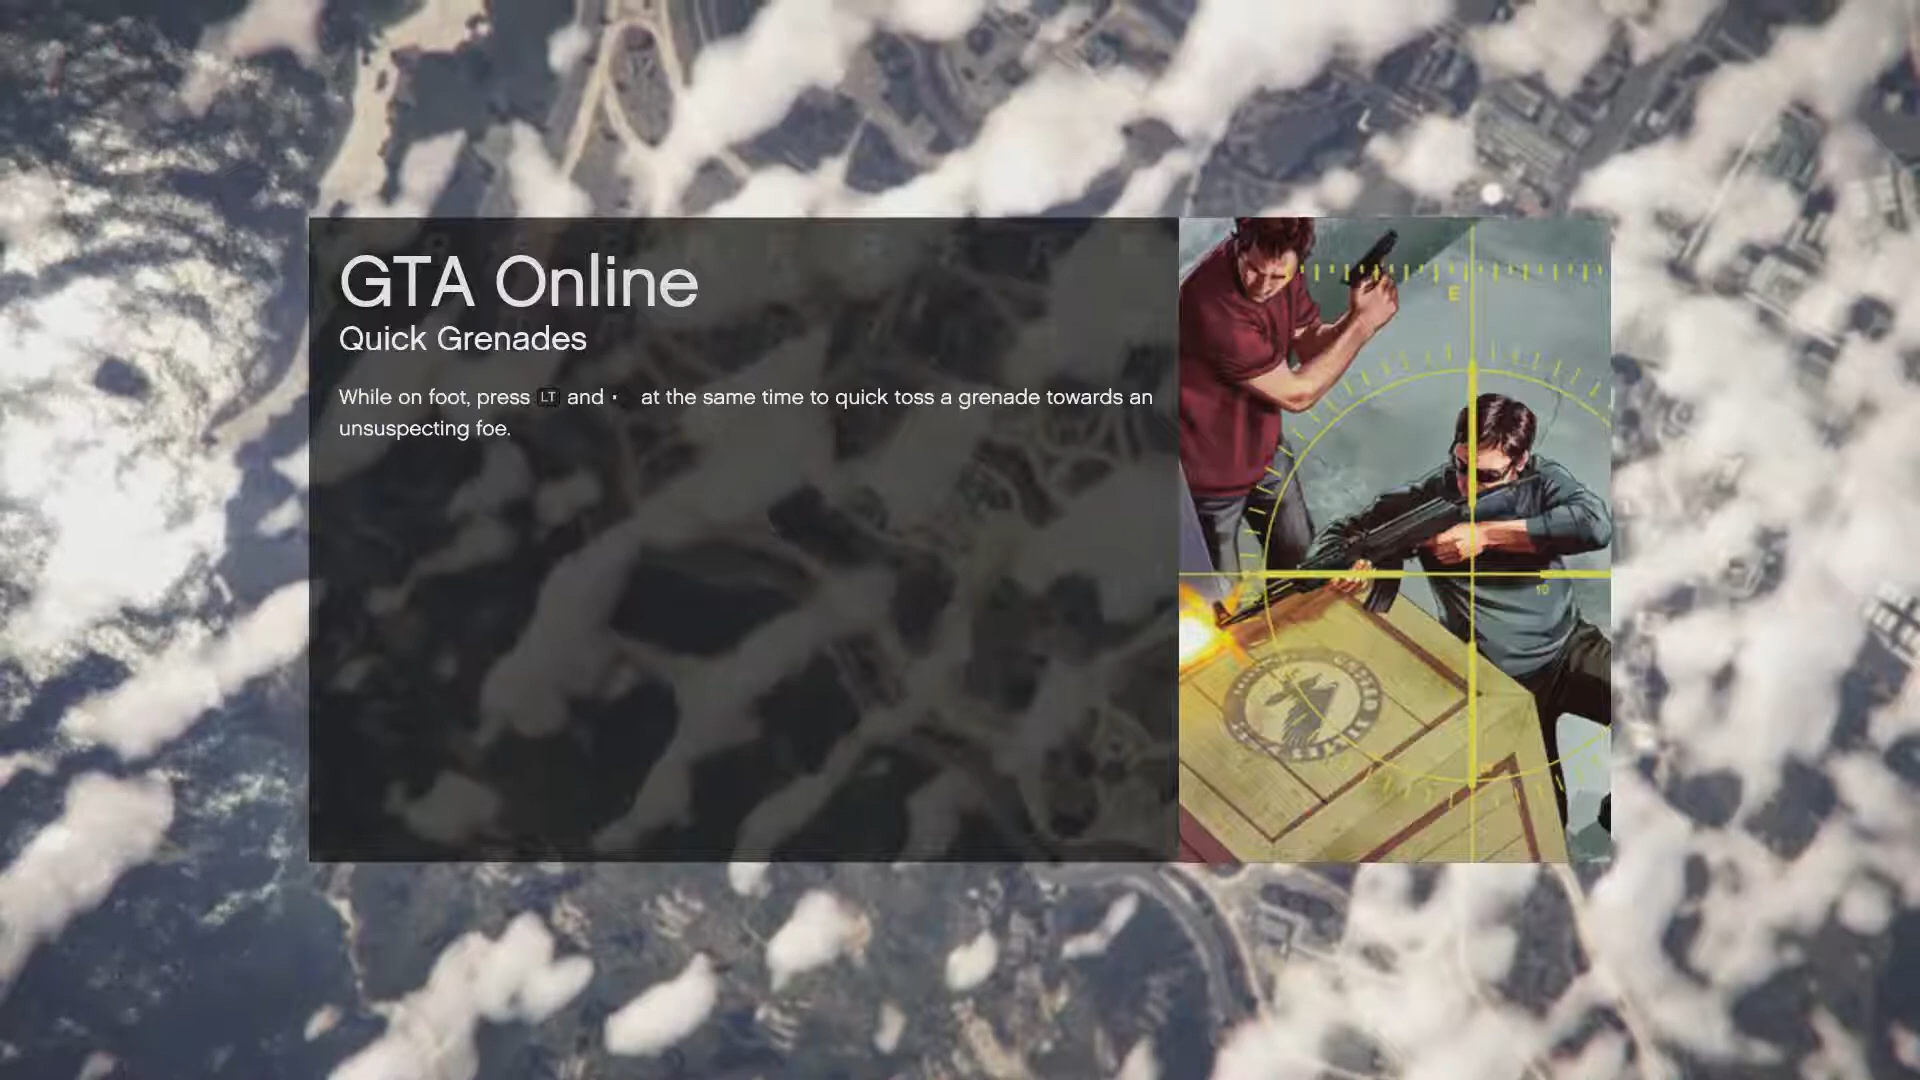 GTA Online
Quick Grenades
While on foot, press LT and at the same time to quick toss a grenade towards an
unsuspecting foe.
E
10